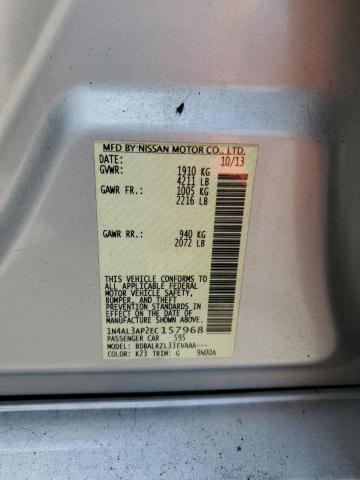 MFD BY NISSAN MOTOR CO., LTD.
DATE: 10/13
GVWR: 1910 KG
4211 LB
GAWR FR: 1005 KG
2216 LB
GAWR RR: 940 KG
2072 LB
THIS VEHICLE CONFORMS TO
ALL APPLICABLE FEDERAL
MOTOR VEHICLE SAFETY,
BUMPER, AND THEFT
PREVENTION STANDARDS
IN EFFECT ON THE DATE OF
MANUFACTURE SHOWN ABOVE.
1N4AL3AP2EC157968
PASSENGER CAR 595
MODEL: BDBALRZL33EVAAA---
COLOR: K23 TRIM: G 9N00A